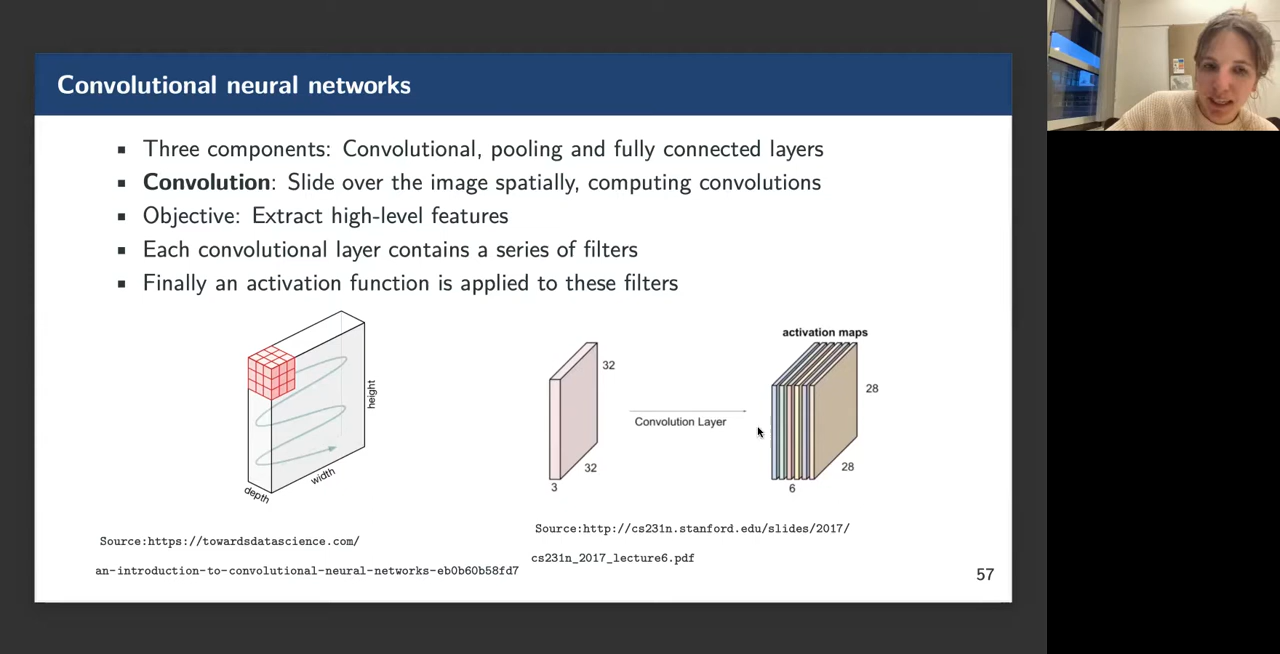 Convolutional neural networks
▪ Three components: Convolutional, pooling and fully connected layers
▪ Convolution: Slide over the image spatially, computing convolutions
▪ Objective: Extract high-level features
▪ Each convolutional layer contains a series of filters
▪ Finally an activation function is applied to these filters
height
width
depth
32
32
3
Convolution Layer
activation maps
28
28
6
Source:https://towardsdatascience.com/
an-introduction-to-convolutional-neural-networks-eb0b60b58fd7
Source:http://cs231n.stanford.edu/slides/2017/
cs231n_2017_lecture6.pdf
57